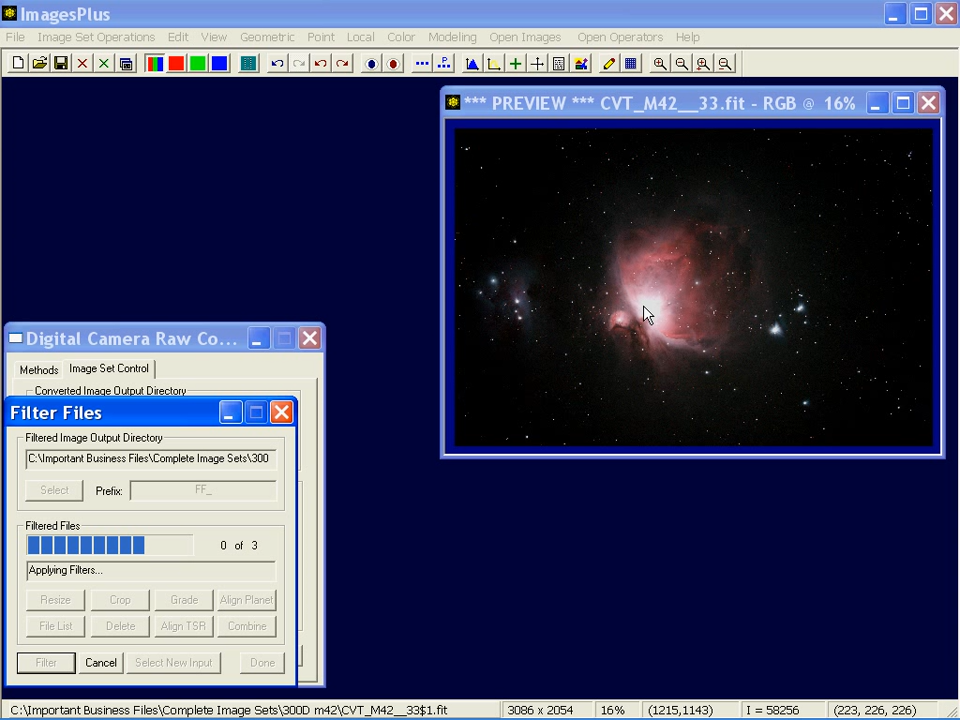 ImagesPlus
File Image Set Operations Edit View Geometric Point Local Color Modeling Open Images Open Operators Help
*** PREVIEW *** CVT_M42__33.fit - RGB @ 16%
Digital Camera Raw Co...
Methods Image Set Control
Converted Image Output Directory
Filter Files
Filtered Image Output Directory
C:\Important Business Files\Complete Image Sets\300
Select Prefix: FF_
Filtered Files
0 of 3
Applying Filters...
Resize Crop Grade Align Planet
File List Delete Align TSR Combine
Filter Cancel Select New Input Done
C:\Important Business Files\Complete Image Sets\300D m42\CVT_M42__33$1.fit 3086 x 2054 16% (1215,1143) I = 58256 (223, 226, 226)